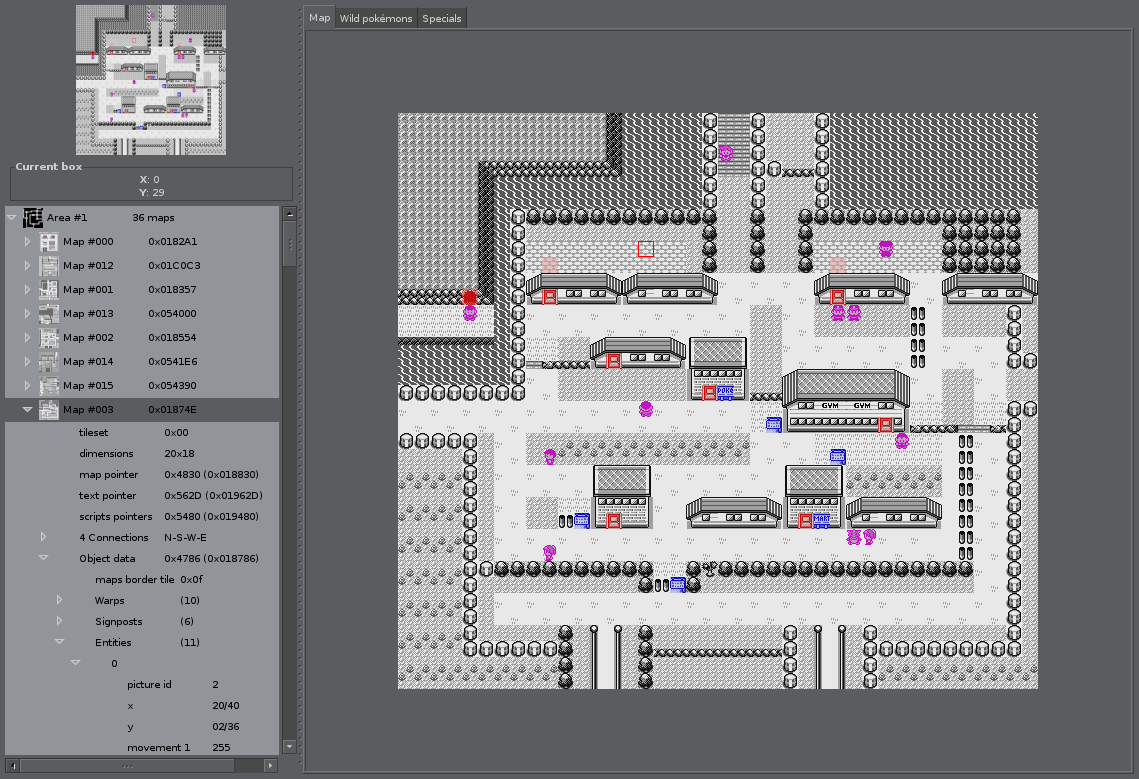 Map Wild pokémons Specials
Current box
X: 0
Y: 29
Area #1 36 maps
Map #000 0x0182A1
Map #012 0x01C0C3
Map #001 0x018357
Map #013 0x054000
Map #002 0x018554
Map #014 0x0541E6
Map #015 0x054390
Map #003 0x01874E
tileset 0x00
dimensions 20x18
map pointer 0x4830 (0x018830)
text pointer 0x562D (0x01962D)
scripts pointers 0x5480 (0x019480)
4 Connections N-S-W-E
Object data 0x4786 (0x018786)
maps border tile 0x0f
Warps (10)
Signposts (6)
Entities (11)
0
picture id 2
x 20/40
y 02/36
movement 1 255
POKé
GYM GYM
MART